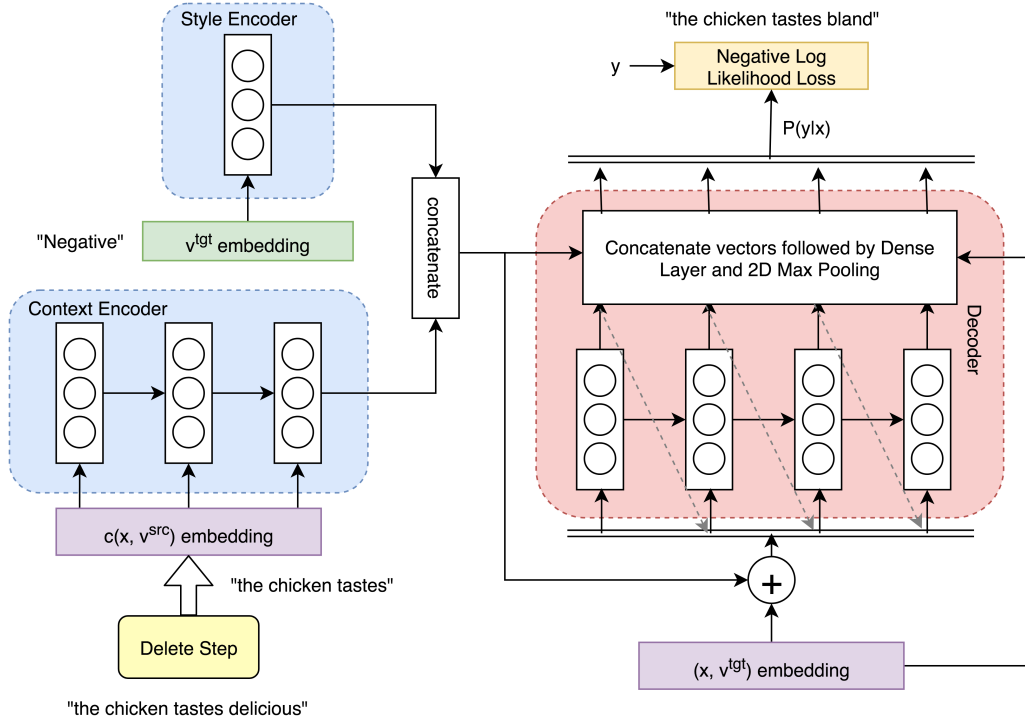 Style Encoder
"Negative"
v^tgt embedding
Context Encoder
c(x, v^src) embedding
"the chicken tastes"
Delete Step
"the chicken tastes delicious"
concatenate
"the chicken tastes bland"
y
Negative Log
Likelihood Loss
P(y|x)
Concatenate vectors followed by Dense
Layer and 2D Max Pooling
Decoder
+
(x, v^tgt) embedding